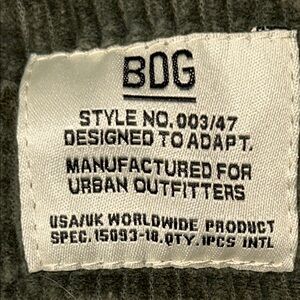 BDG
STYLE NO. 003/47
DESIGNED TO ADAPT.
MANUFACTURED FOR
URBAN OUTFITTERS
USA/UK WORLDWIDE PRODUCT
SPEC. 15093-18. QTY. 1PCS INTL